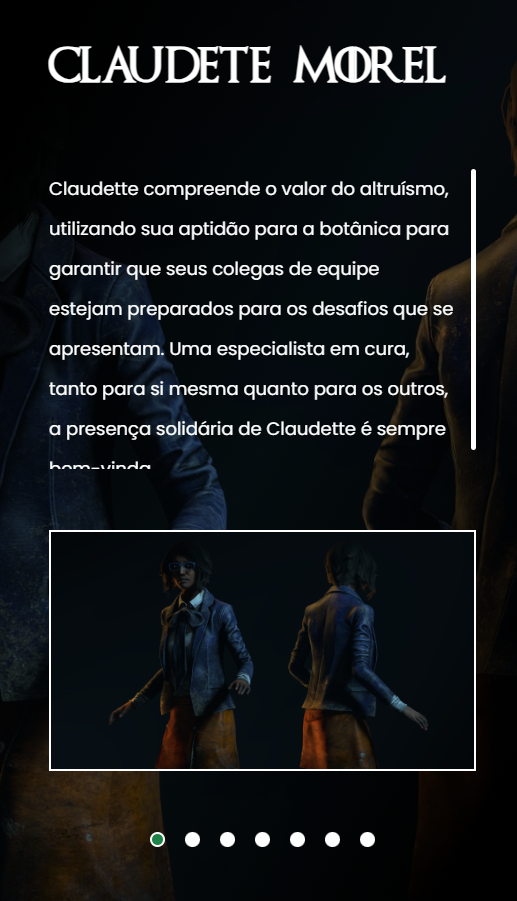 CLAUDETE MOREL
Claudette compreende o valor do altruísmo,
utilizando sua aptidão para a botânica para
garantir que seus colegas de equipe
estejam preparados para os desafios que se
apresentam. Uma especialista em cura,
tanto para si mesma quanto para os outros,
a presença solidária de Claudette é sempre
bem-vinda